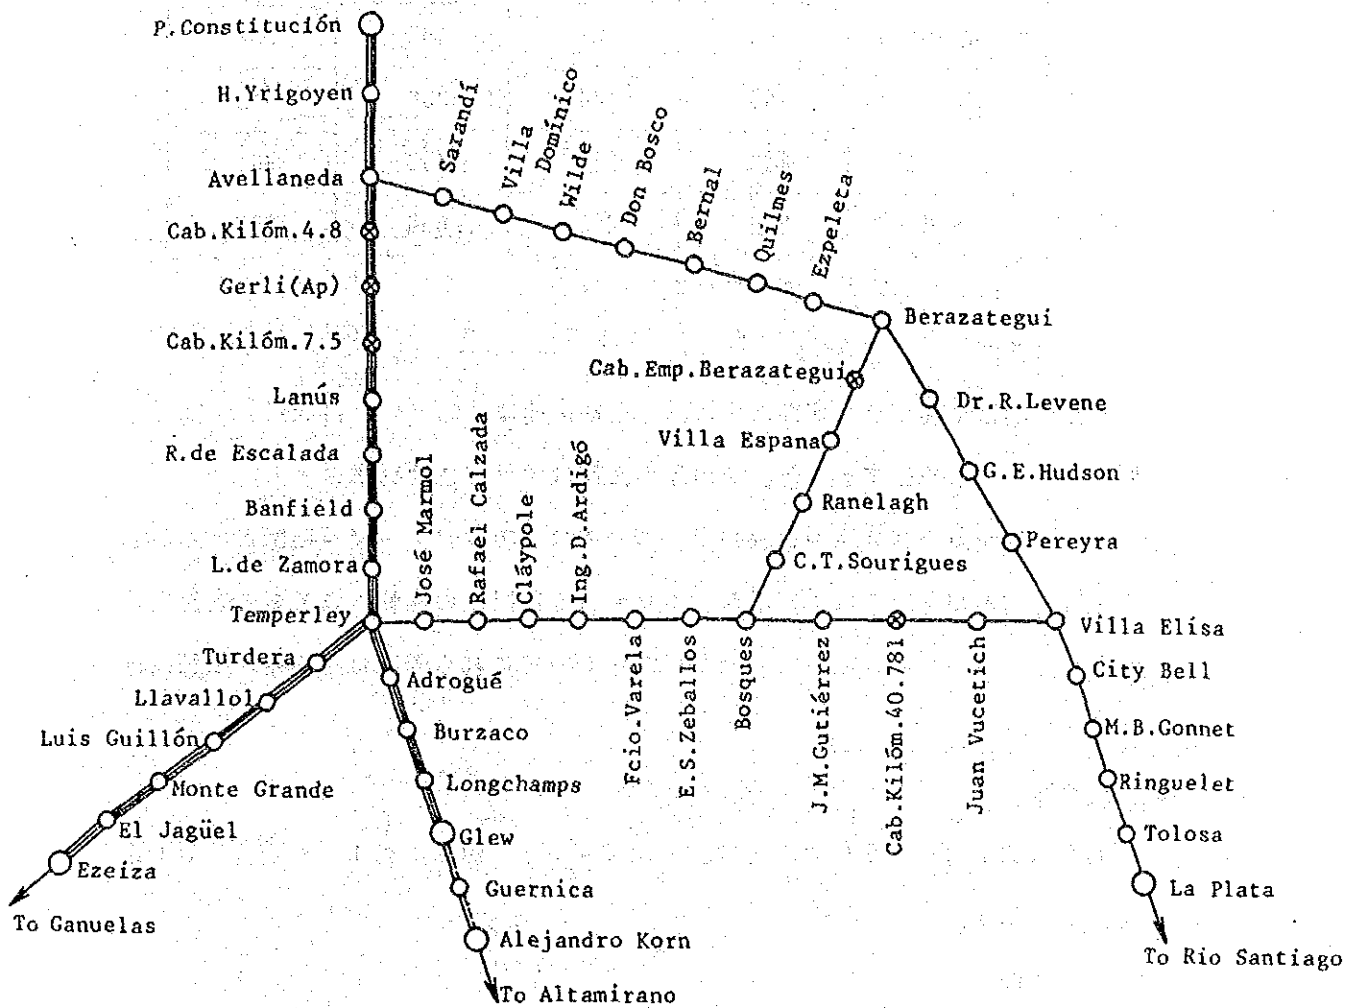 P.Constitución
H.Yrigoyen
Avellaneda
Cab.Kilóm.4.8
Gerli(Ap)
Cab.Kilóm.7.5
Lanús
R.de Escalada
Banfield
L.de Zamora
Temperley
Sarandí
Villa
Domínico
Wilde
Don Bosco
Bernal
Quilmes
Ezpeleta
Berazategui
Cab.Emp.Berazategui
Villa Espana
Ranelagh
C.T.Sourigues
Dr.R.Levene
G.E.Hudson
Pereyra
José Marmol
Rafael Calzada
Cláypole
Ing.D.Ardigó
Fcio.Varela
E.S.Zeballos
Bosques
J.M.Gutiérrez
Cab.Kilóm.40.781
Juan Vucetich
Villa Elisa
City Bell
M.B.Gonnet
Ringuelet
Tolosa
La Plata
To Rio Santiago
Turdera
Llavallol
Luis Guillón
Monte Grande
El Jagüel
Ezeiza
To Ganuelas
Adrogué
Burzaco
Longchamps
Glew
Guernica
Alejandro Korn
To Altamirano